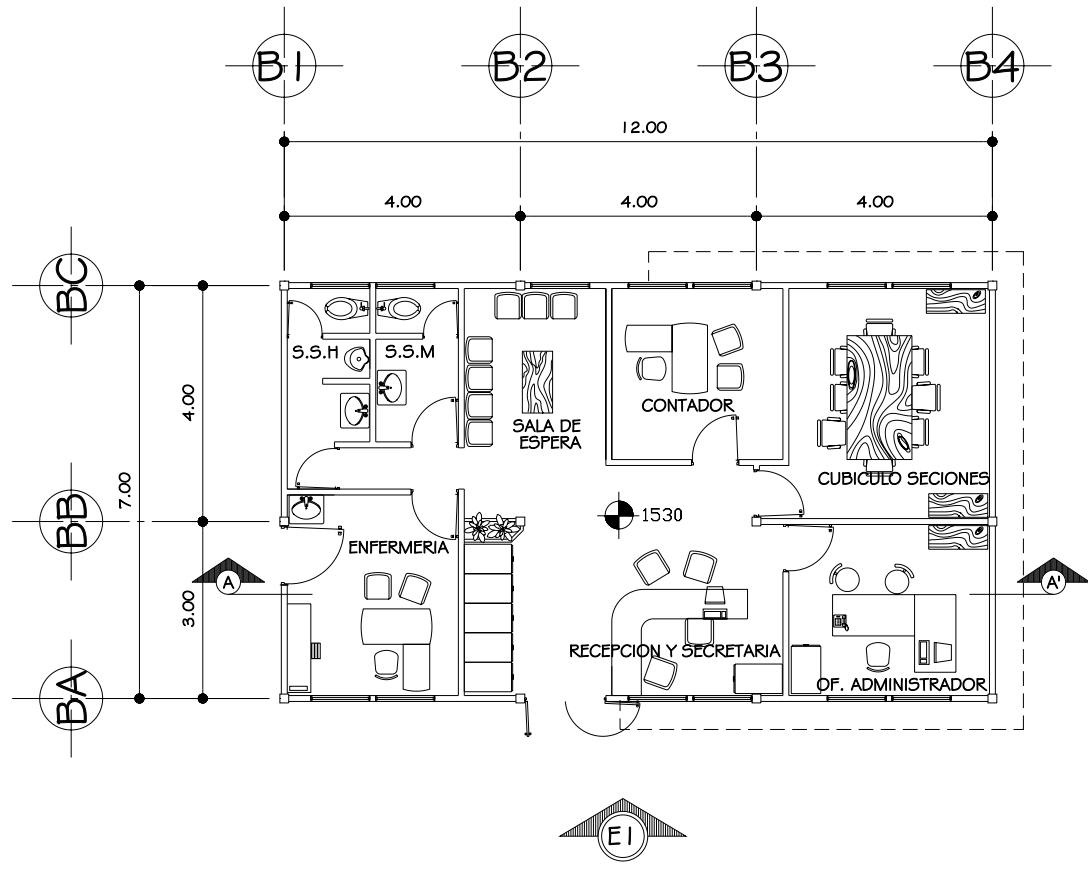 B1
B2
B3
B4
12.00
4.00
4.00
4.00
BC
BB
BA
7.00
4.00
3.00
S.S.H
S.S.M
SALA DE
ESPERA
CONTADOR
CUBICULO SECIONES
1530
ENFERMERIA
A
A'
RECEPCION Y SECRETARIA
OF. ADMINISTRADOR
E1